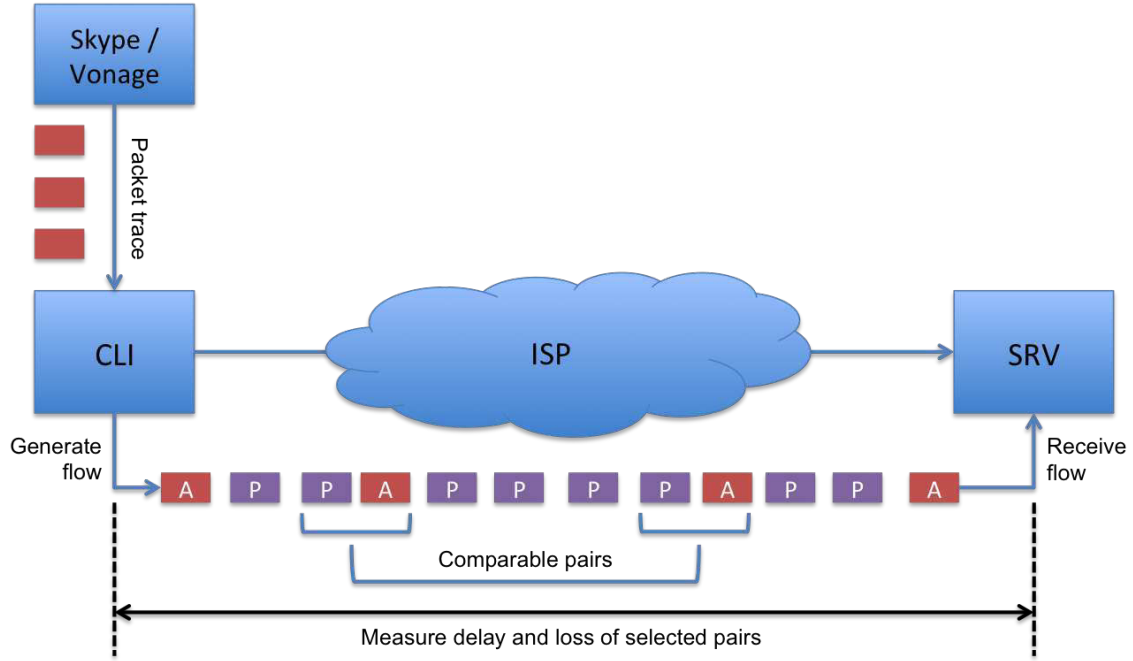 Skype /
Vonage
Packet trace
CLI
ISP
SRV
Generate
flow
Receive
flow
A P P A P P P P A P P A
Comparable pairs
Measure delay and loss of selected pairs